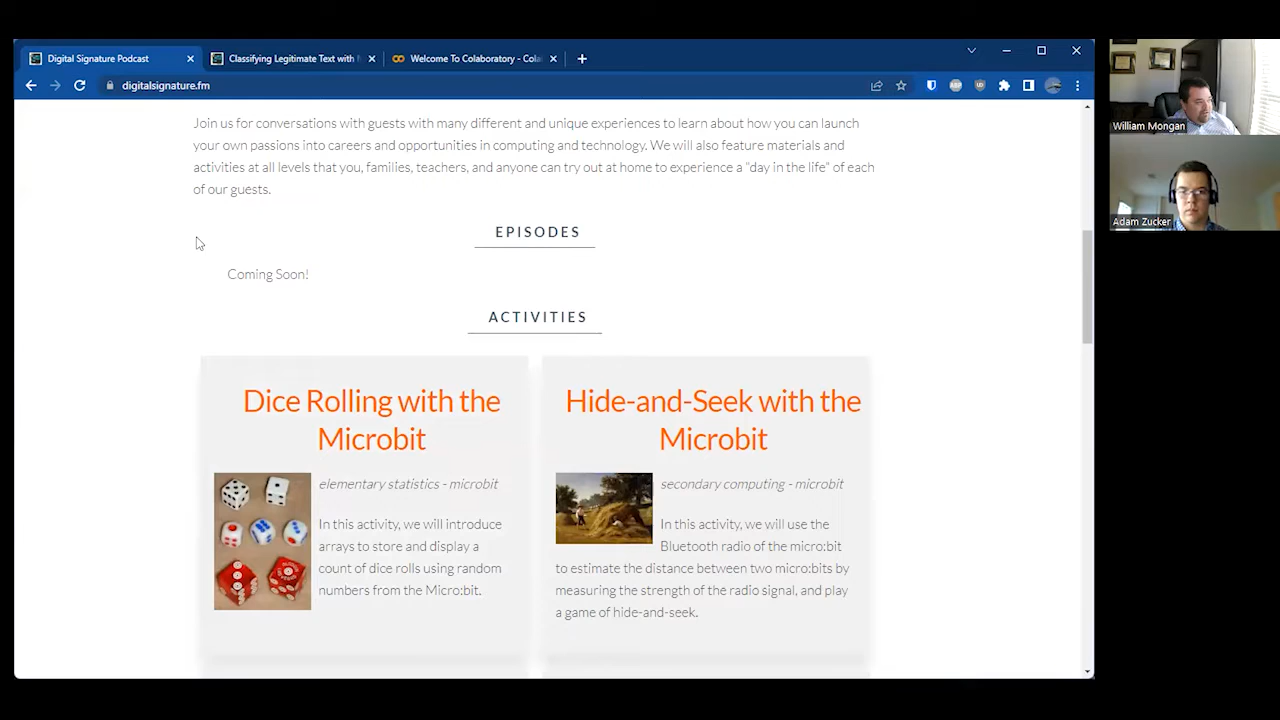 Digital Signature Podcast
Classifying Legitimate Text with
Welcome To Colaboratory - Cola
digitalsignature.fm
Join us for conversations with guests with many different and unique experiences to learn about how you can launch
your own passions into careers and opportunities in computing and technology. We will also feature materials and
activities at all levels that you, families, teachers, and anyone can try out at home to experience a "day in the life" of each
of our guests.
EPISODES
Coming Soon!
ACTIVITIES
Dice Rolling with the
Microbit
elementary statistics - microbit
In this activity, we will introduce
arrays to store and display a
count of dice rolls using random
numbers from the Micro:bit.
Hide-and-Seek with the
Microbit
secondary computing - microbit
In this activity, we will use the
Bluetooth radio of the micro:bit
to estimate the distance between two micro:bits by
measuring the strength of the radio signal, and play
a game of hide-and-seek.
William Mongan
Adam Zucker